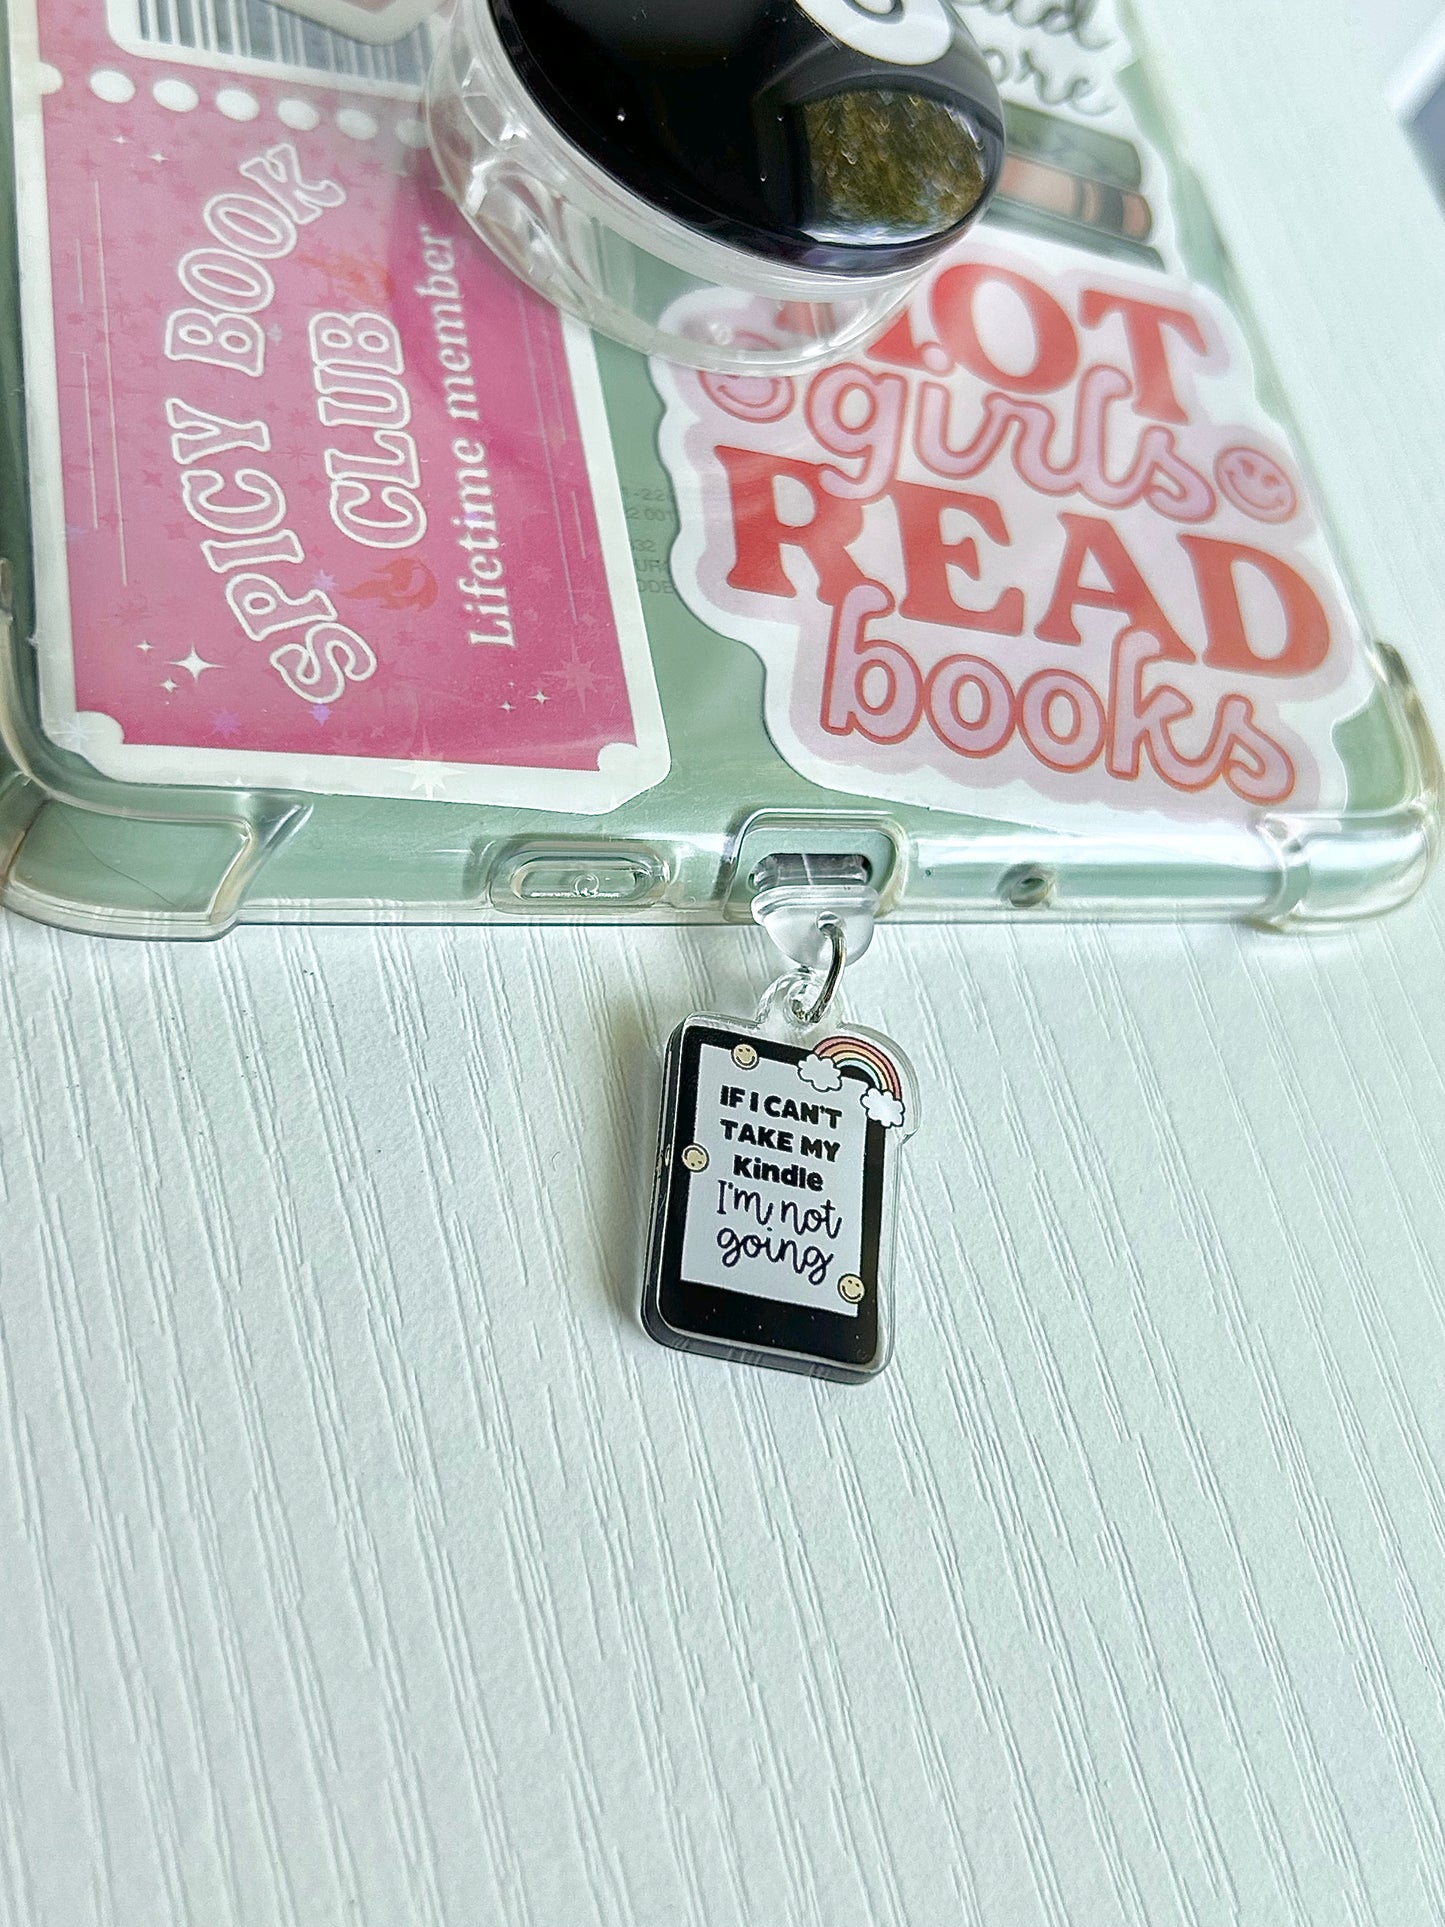 SPICY BOOK
CLUB
Lifetime member
HOT
girls
READ
books
IF I CAN'T
TAKE MY
Kindle
I'm not
going